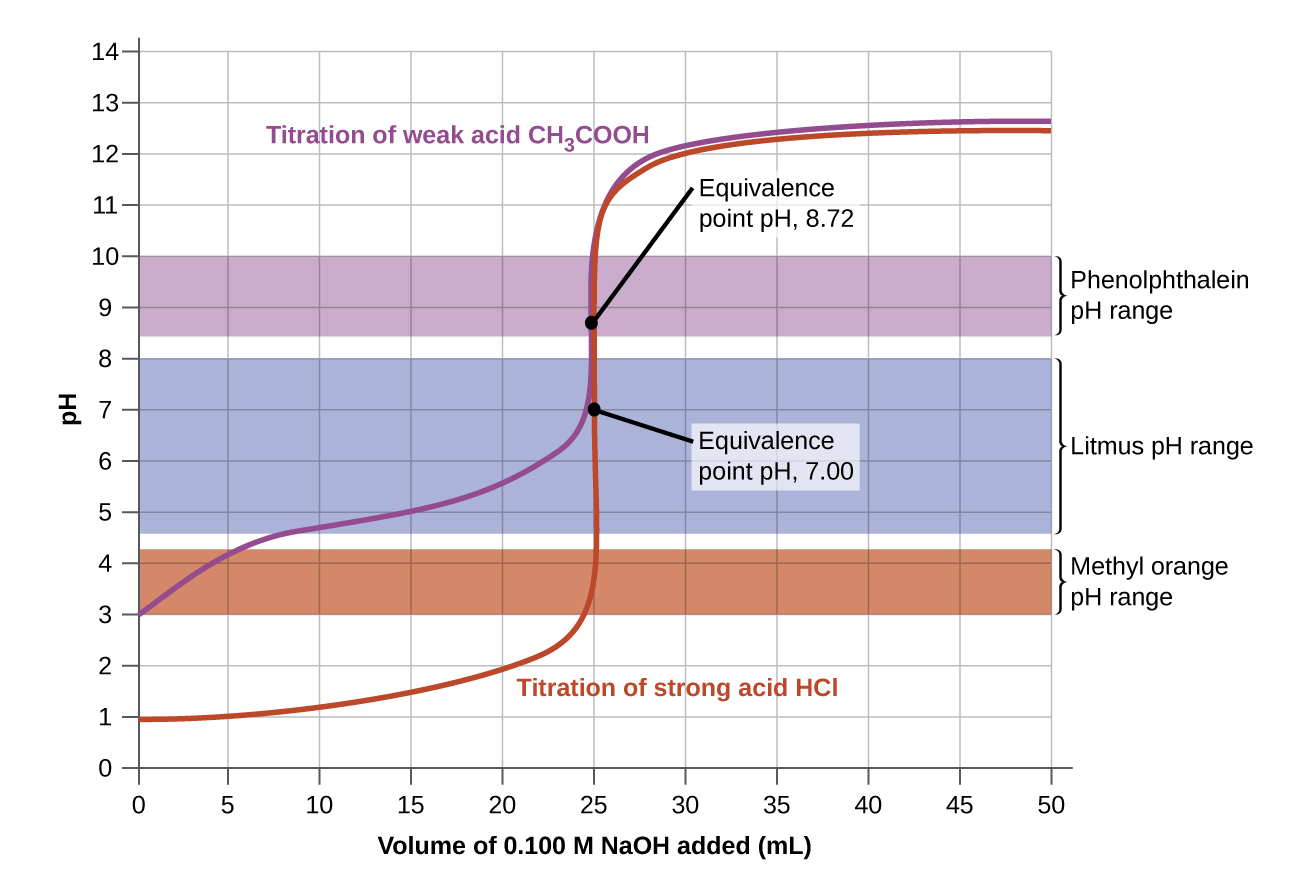 14
13
Titration of weak acid CH₃COOH
12
Equivalence
point pH, 8.72
11
10
Phenolphthalein
pH range
9
8
pH
7
Equivalence
point pH, 7.00
Litmus pH range
6
5
4
Methyl orange
pH range
3
2
Titration of strong acid HCl
1
0
0 5 10 15 20 25 30 35 40 45 50
Volume of 0.100 M NaOH added (mL)